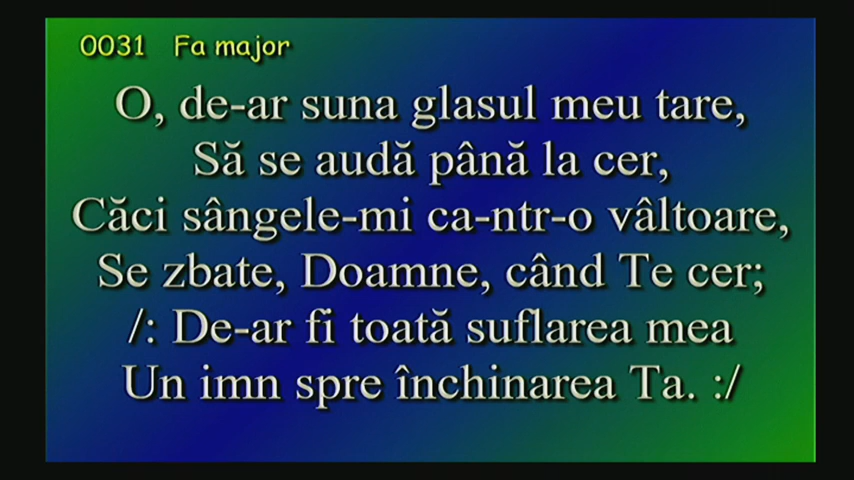 0031 Fa major
O, de-ar suna glasul meu tare,
Să se audă până la cer,
Căci sângele-mi ca-ntr-o vâltoare,
Se zbate, Doamne, când Te cer;
/: De-ar fi toată suflarea mea
Un imn spre închinarea Ta. :/